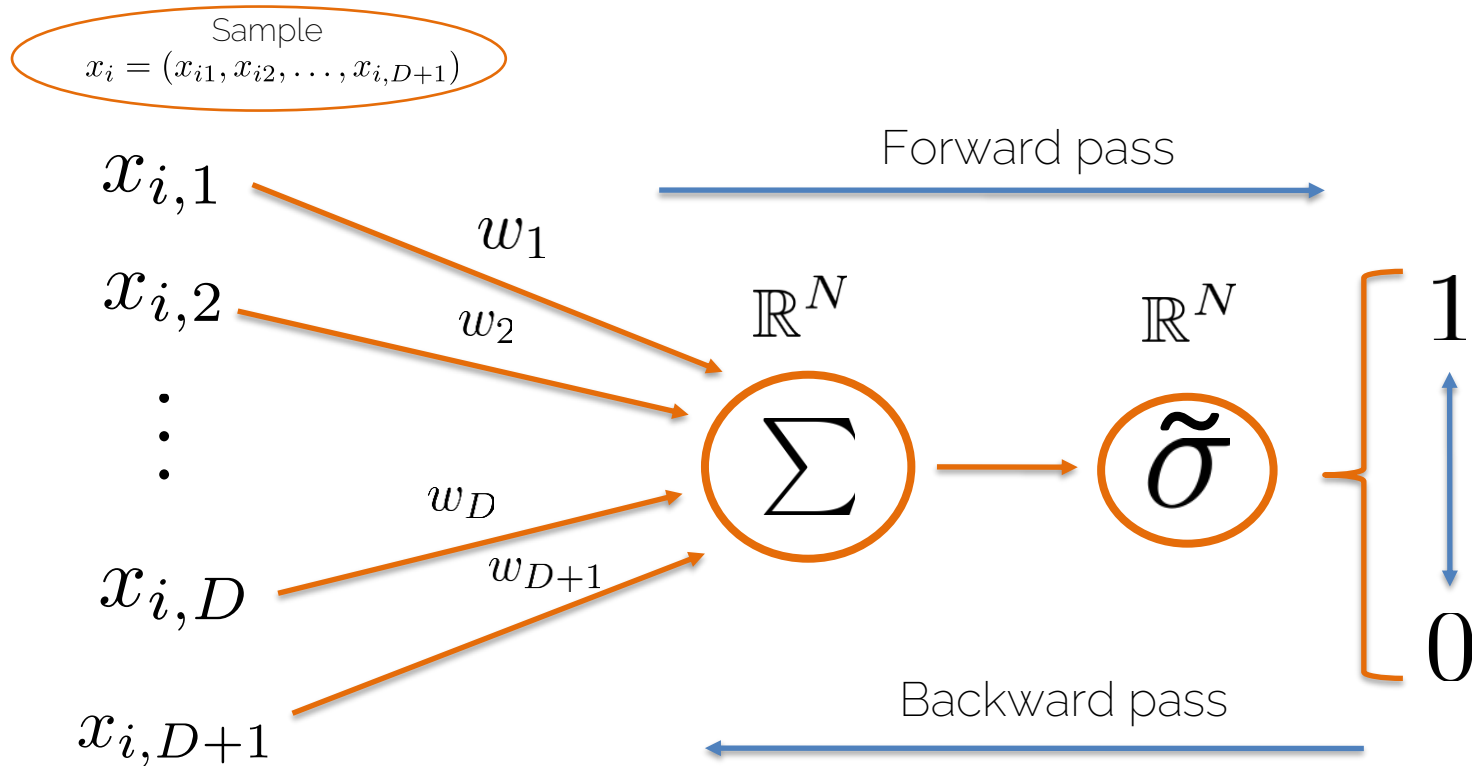 Sample
x_i = (x_{i1}, x_{i2}, . . . , x_{i,D+1})
x_{i,1}
Forward pass
w_1
x_{i,2}
w_2
ℝ^N
ℝ^N
1
⋮
∑
σ̃
w_D
w_{D+1}
x_{i,D}
0
Backward pass
x_{i,D+1}